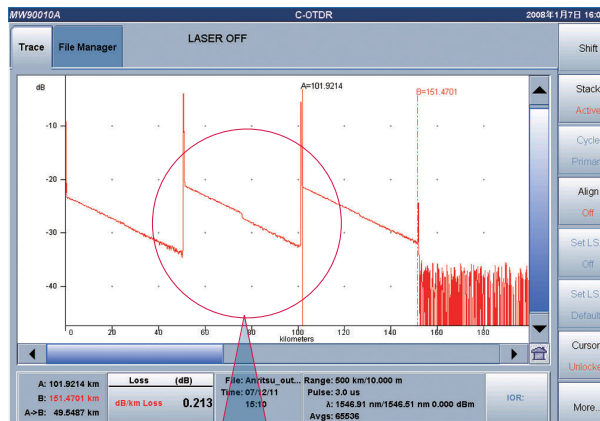 MW90010A C-OTDR 2008年1月7日 16:0
Trace File Manager LASER OFF
Shift
Stack
Active
Cycle
Primar
Align
Off
Set LS
Off
Set LS
Default
Cursor
Unlocke
More..
dB
A=101.9214
B=151.4701
-10
-20
-30
-40
0 20 40 60 80 100 120 140 160 180
kilometers
A: 101.9214 km
B: 151.4701 km
A->B: 49.5487 km
Loss (dB)
dB/km Loss 0.213
File: Anritsu_out...
Time: 07/12/11
15:10
Range: 500 km/10.000 m
Pulse: 3.0 us
λ: 1546.91 nm/1546.51 nm 0.000 dBm
Avgs: 65536
IOR: